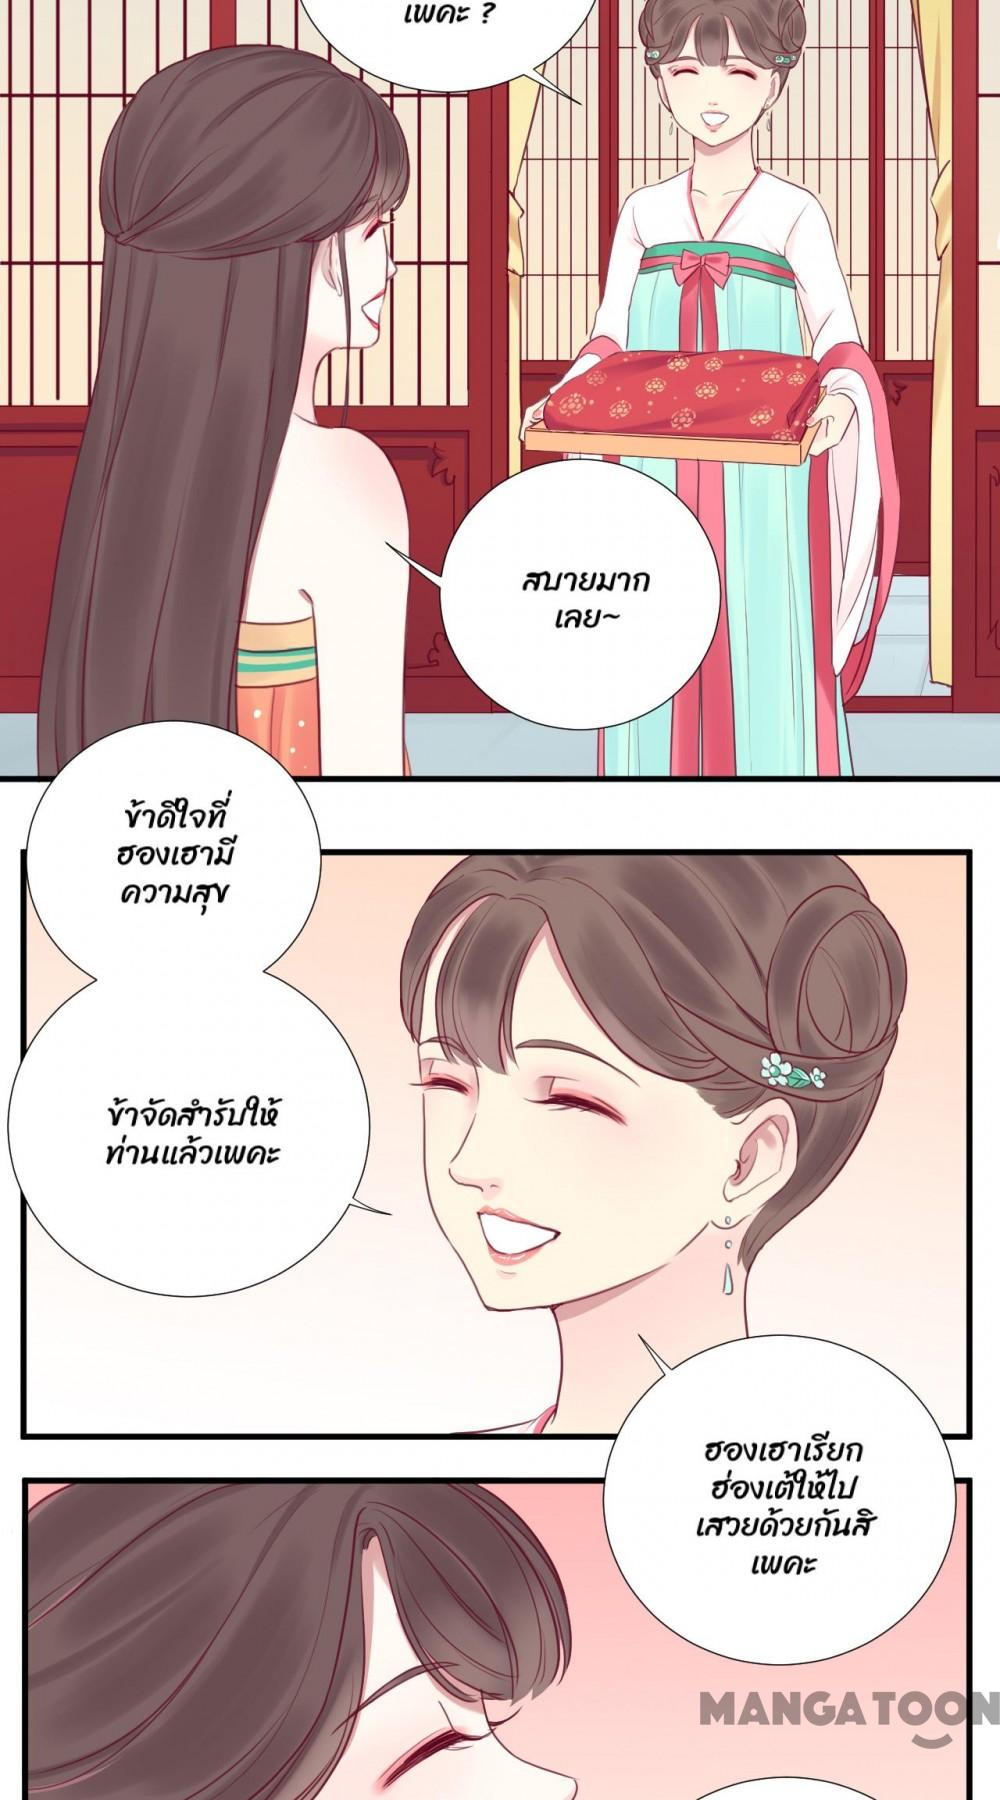 เพคะ ?
สบายมาก
เลย~
ข้าดีใจที่
ฮองเฮามี
ความสุข
ข้าจัดสำรับให้
ท่านแล้วเพคะ
ฮองเฮาเรียก
ฮ่องเต้ให้ไป
เสวยด้วยกันสิ
เพคะ
MANGATOON